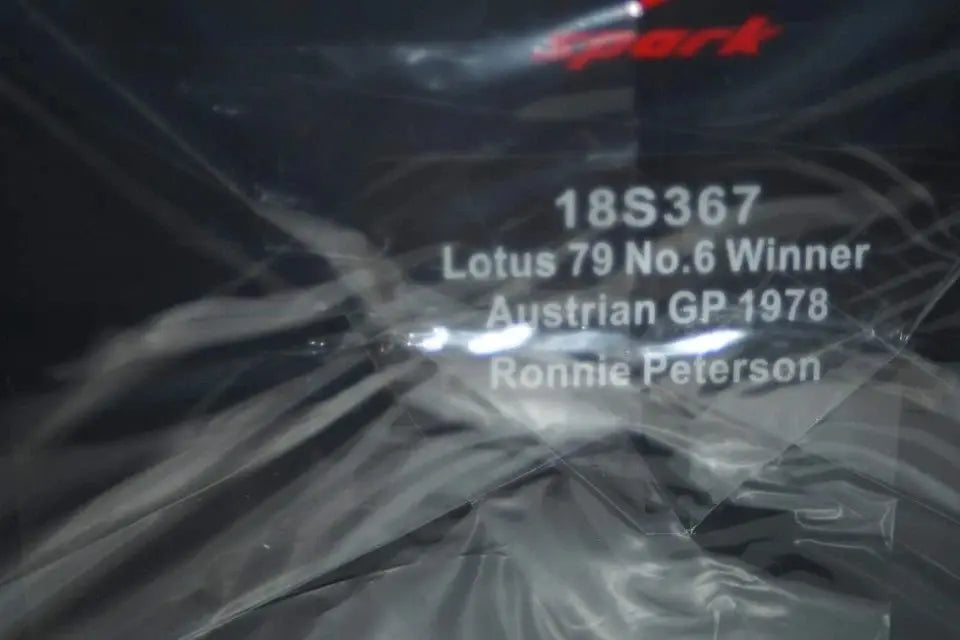 spark
18S367
Lotus 79 No.6 Winner
Austrian GP 1978
Ronnie Peterson